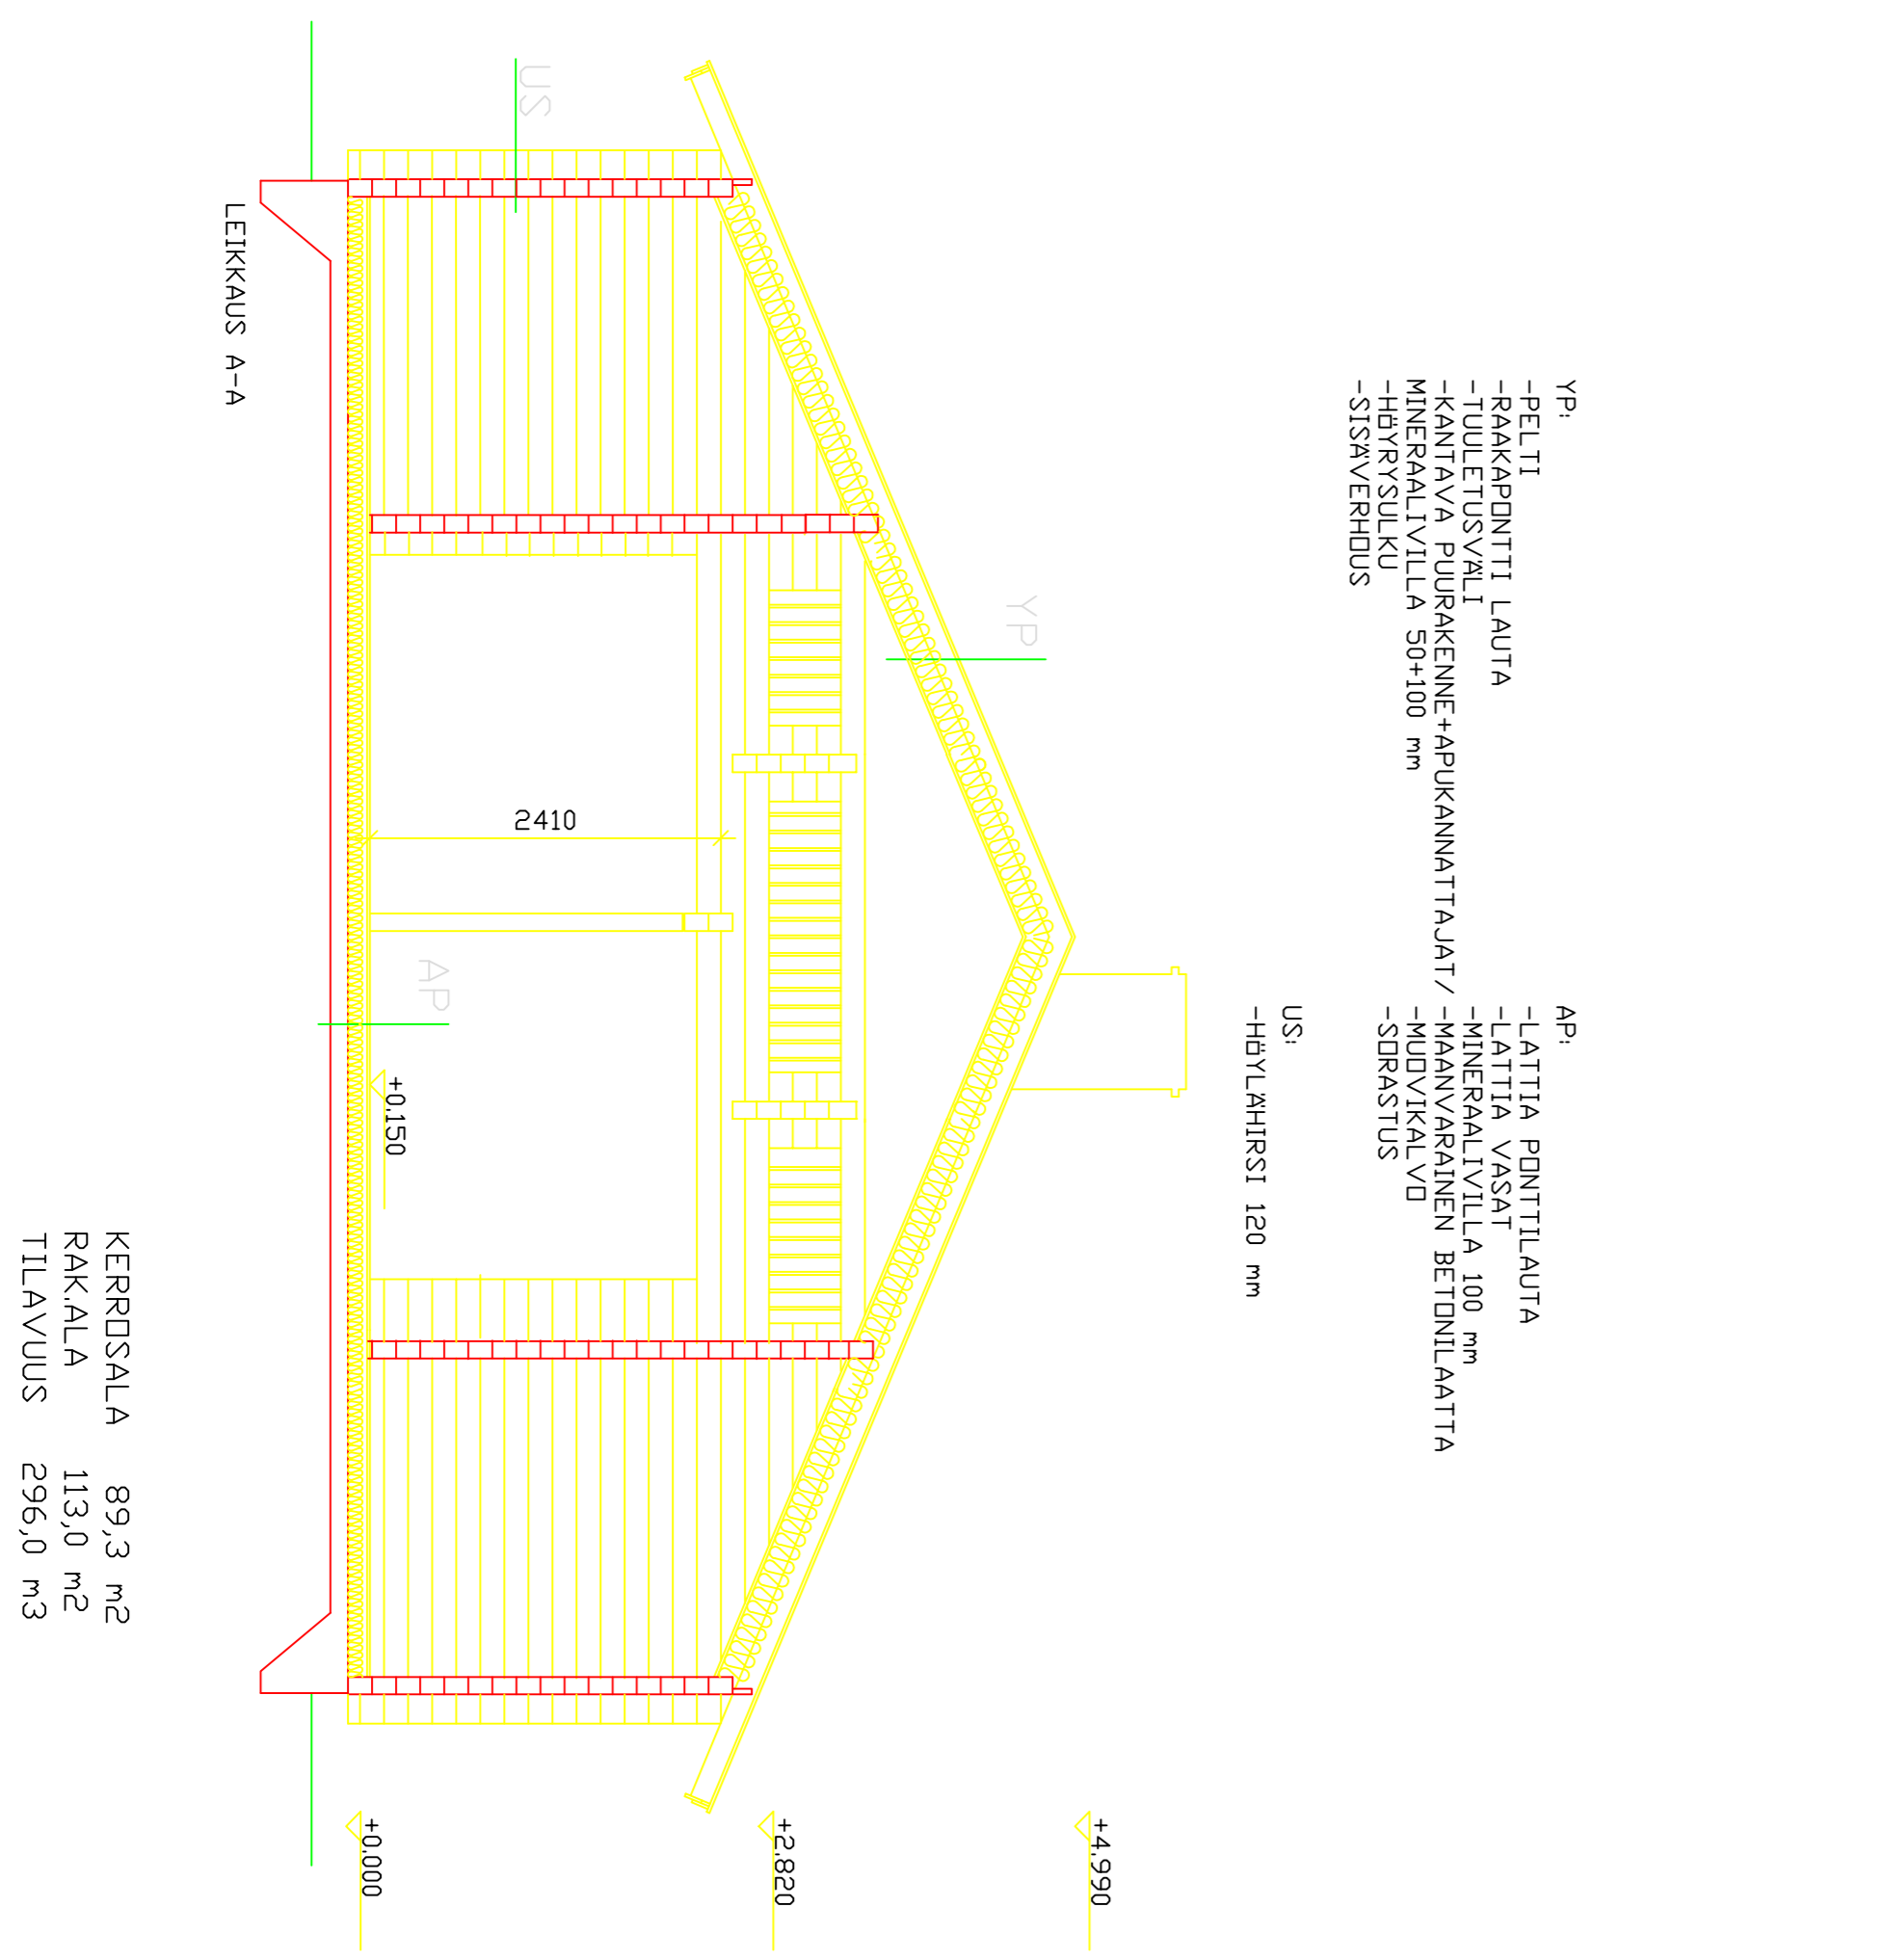 YP:
-PELTI
-RAAKAPONTTI LAUTA
-TUULETUSVÄLI
-KANTAVA PUURAKENNE+APUKANNATTAJAT/
MINERAALIVILLA 50+100 mm
-HÖYRYSULKU
-SISÄVERHOUS
AP:
-LATTIA PONTTILAUTA
-LATTIA VASAT
-MINERAALIVILLA 100 mm
-MAANVARAINEN BETONILAATTA
-MUOVIKALVO
-SORASTUS
US:
-HÖYLÄHIRSI 120 mm
+4,990
YP
+2,820
US
2410
AP
+0,150
+0,000
LEIKKAUS A-A
KERROSALA 89,3 m2
RAK.ALA 113,0 m2
TILAVUUS 296,0 m3